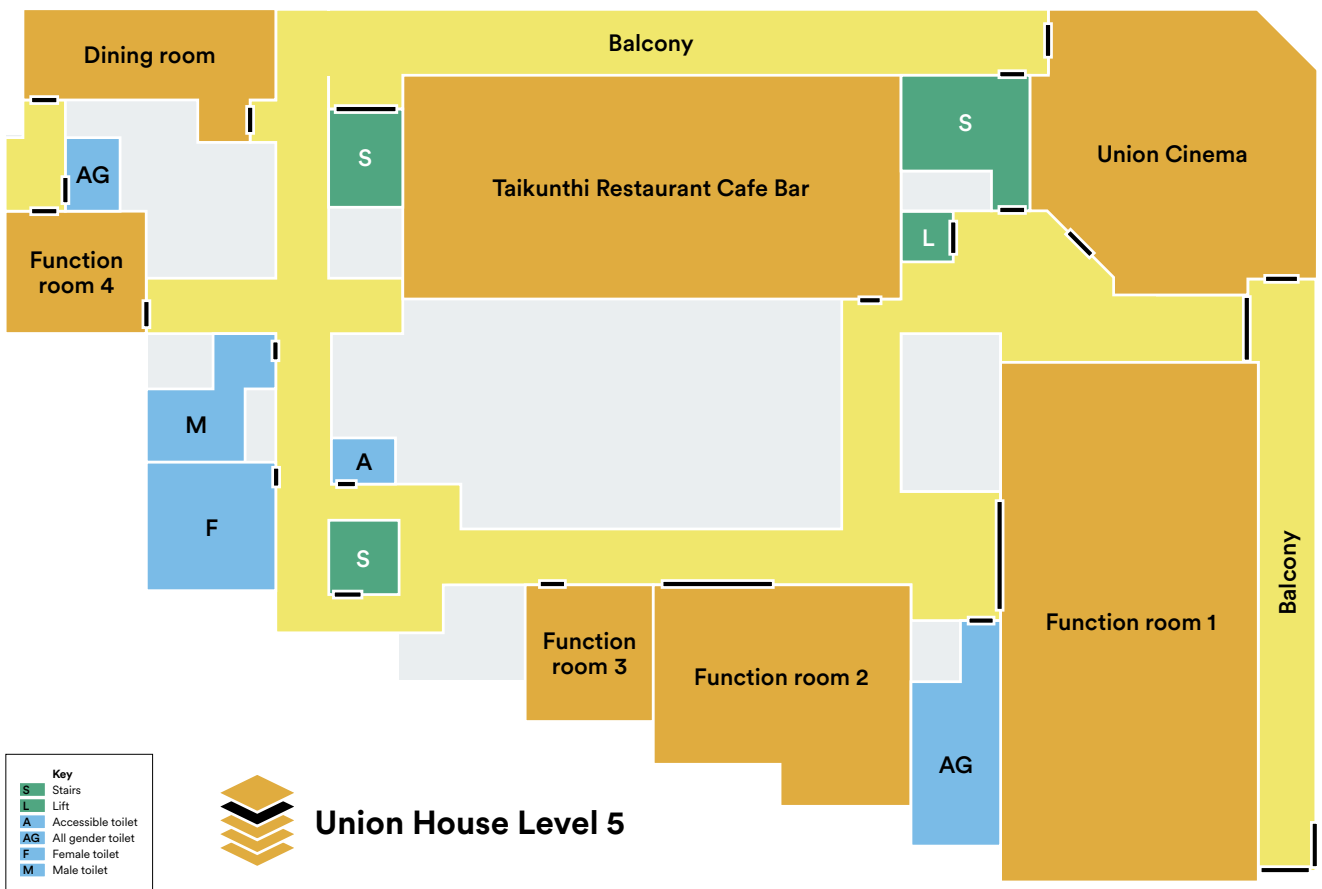 Balcony
Dining room
S
S
Union Cinema
AG
Taikunthi Restaurant Cafe Bar
L
Function
room 4
M
A
F
S
Balcony
Function room 1
Function
room 3
Function room 2
AG
Key
S Stairs
L Lift
A Accessible toilet
AG All gender toilet
F Female toilet
M Male toilet
Union House Level 5